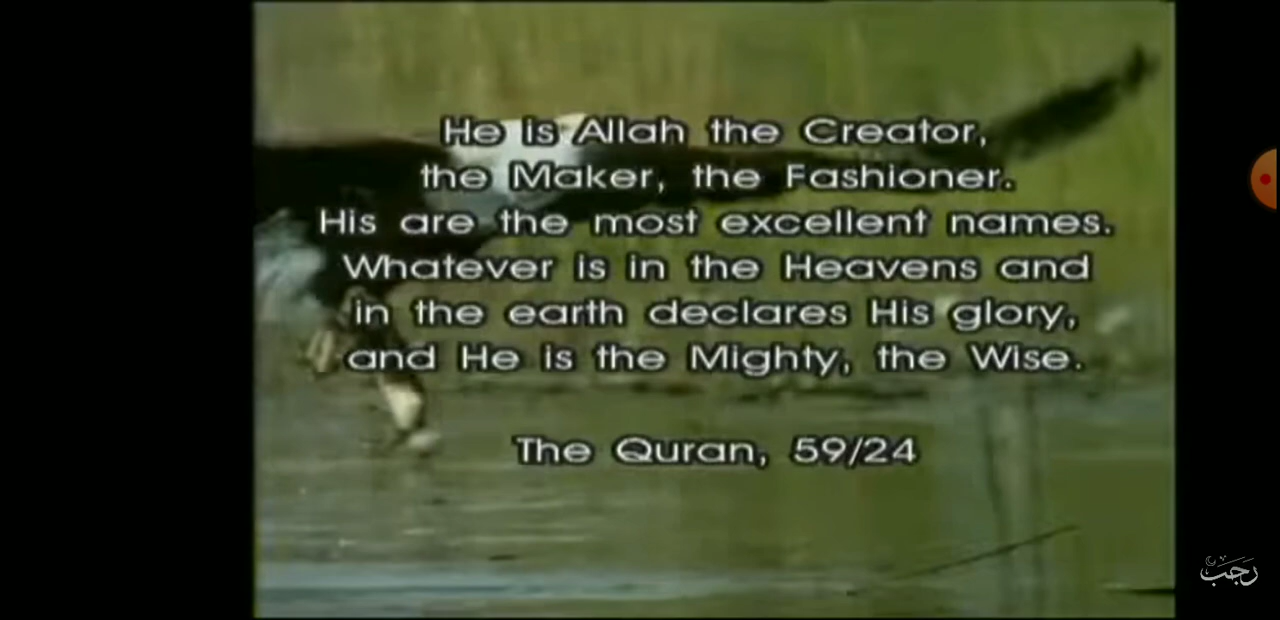 He is Allah the Creator,
the Maker, the Fashioner.
His are the most excellent names.
Whatever is in the Heavens and
in the earth declares His glory,
and He is the Mighty, the Wise.
The Quran, 59/24
رجب